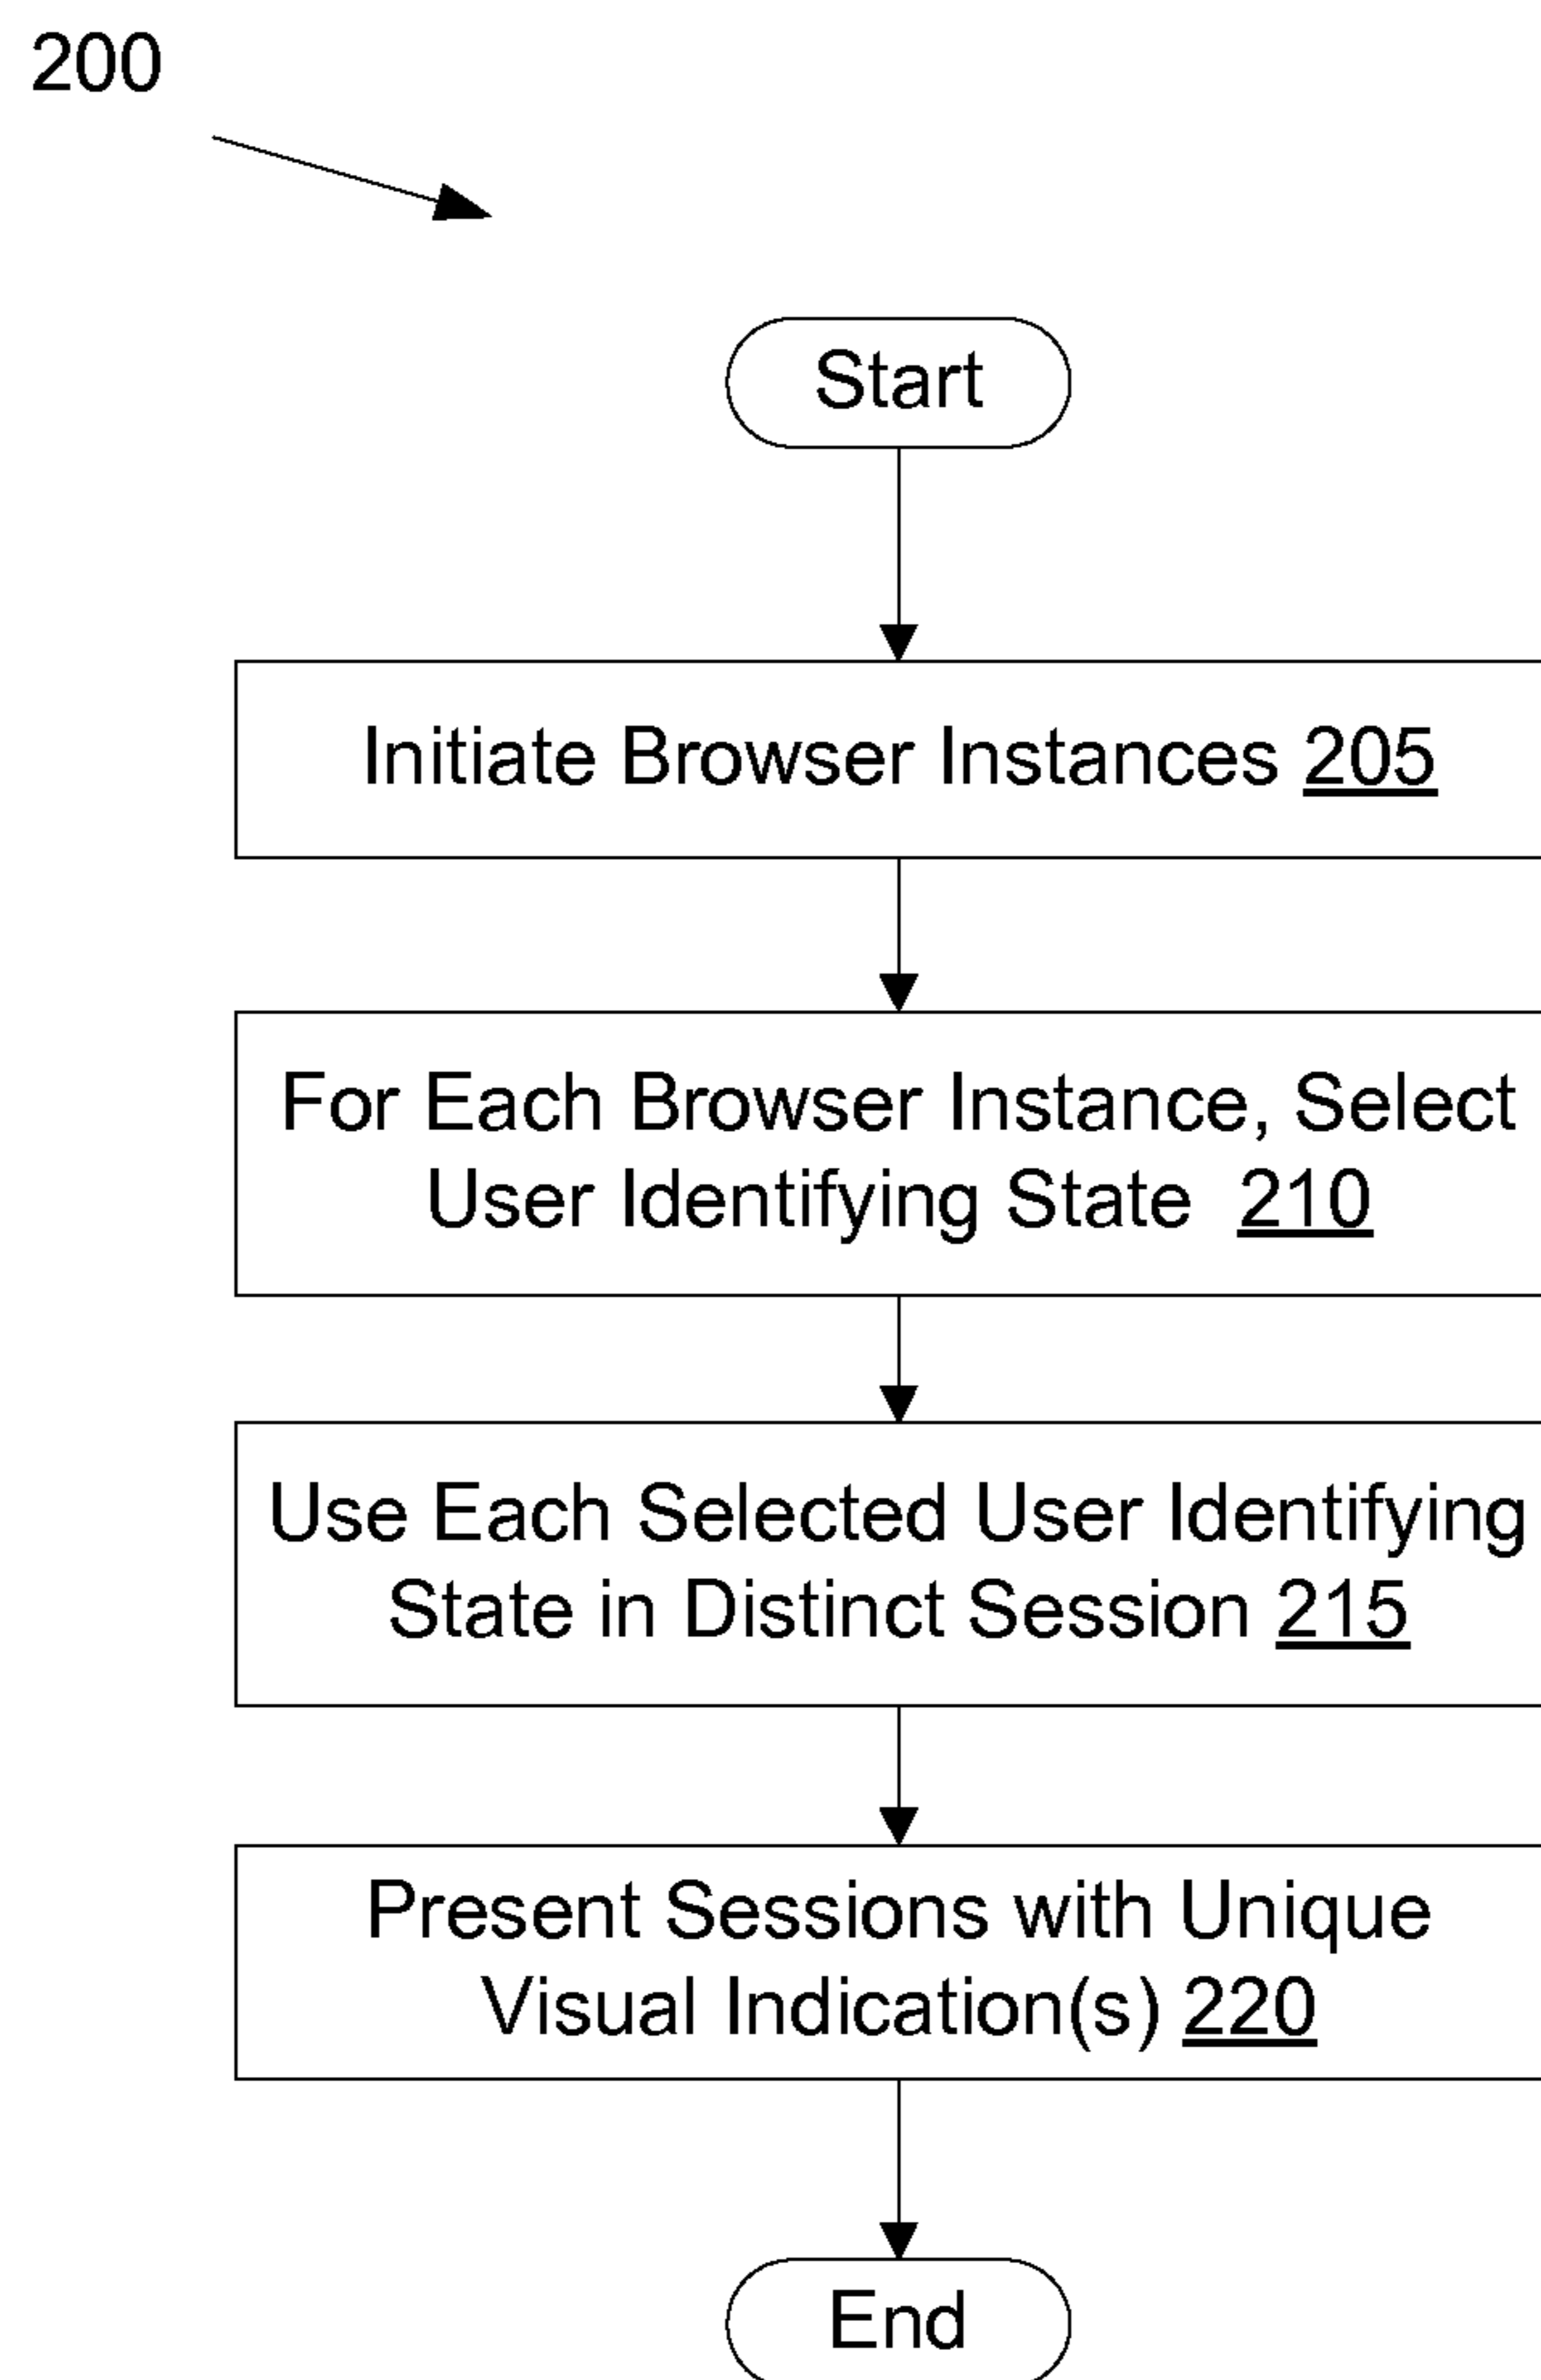 200
Start
Initiate Browser Instances 205
For Each Browser Instance, Select
User Identifying State 210
Use Each Selected User Identifying
State in Distinct Session 215
Present Sessions with Unique
Visual Indication(s) 220
End